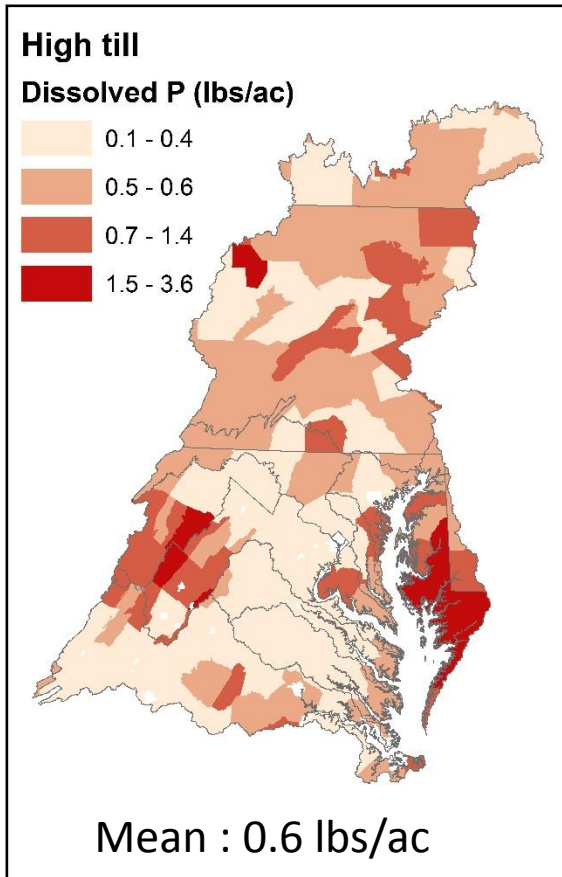 High till
Dissolved P (lbs/ac)
0.1 - 0.4
0.5 - 0.6
0.7 - 1.4
1.5 - 3.6
Mean : 0.6 lbs/ac